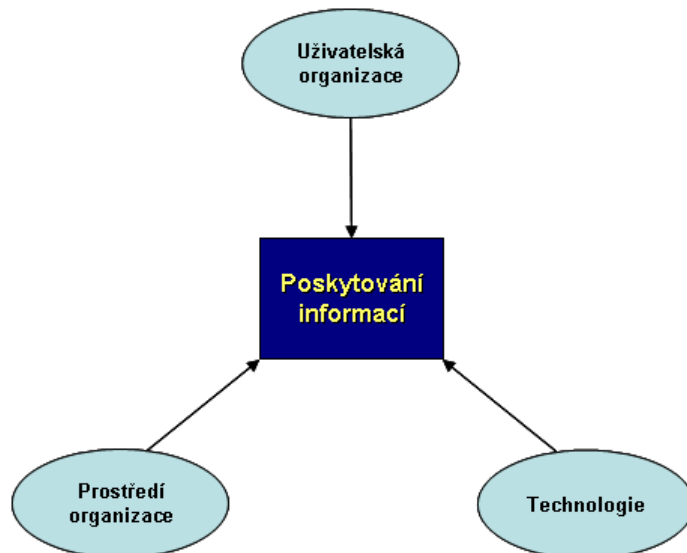 Uživatelská
organizace
Poskytování
informací
Prostředí
organizace
Technologie